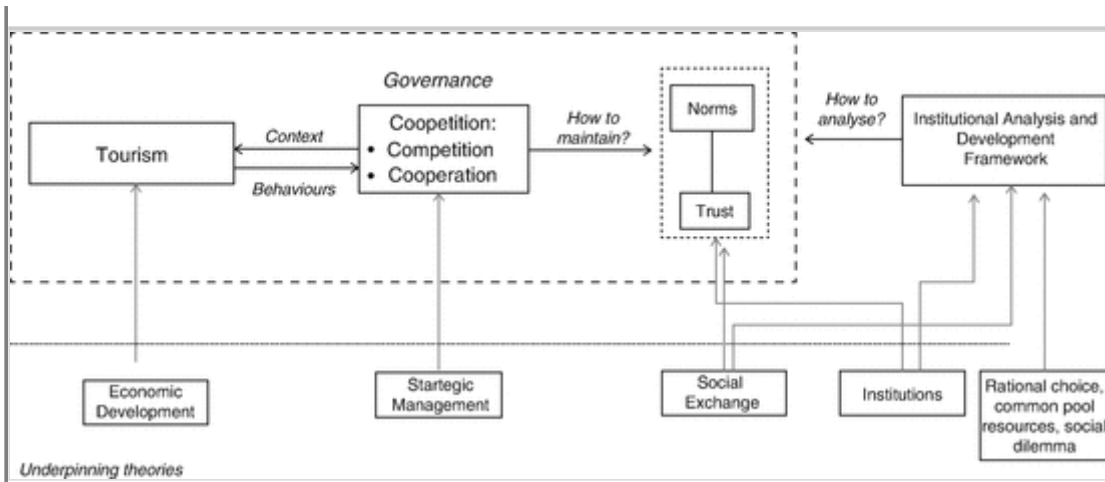 Governance
Tourism
Context
Behaviours
Coopetition:
• Competition
• Cooperation
How to
maintain?
Norms
Trust
How to
analyse?
Institutional Analysis and
Development
Framework
Economic
Development
Startegic
Management
Social
Exchange
Institutions
Rational choice,
common pool
resources, social
dilemma
Underpinning theories